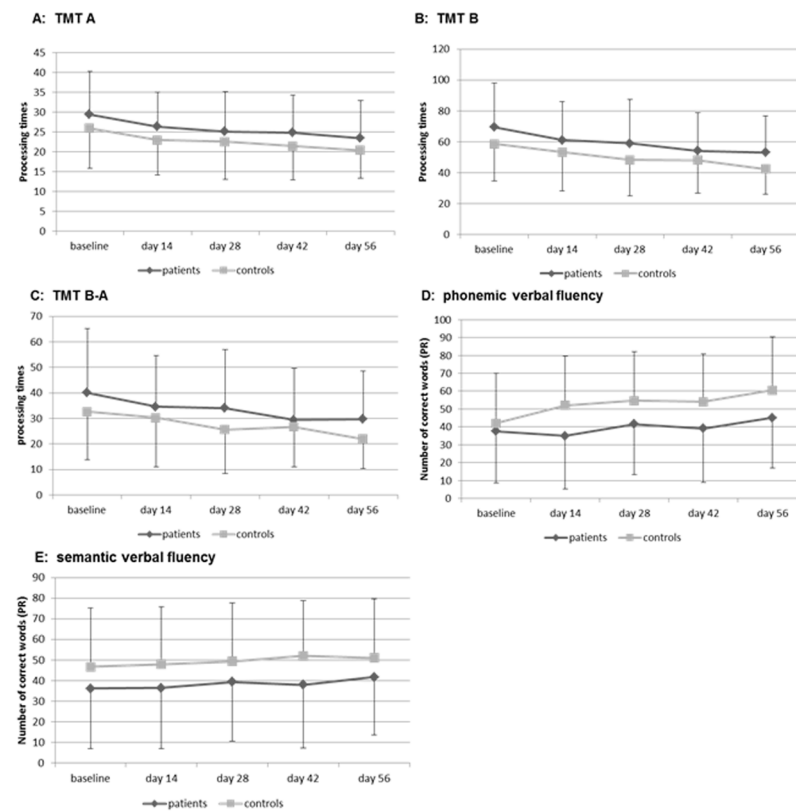 A: TMT A
45
40
35
30
25
20
15
10
5
0
Processing times
baseline day 14 day 28 day 42 day 56
patients controls
B: TMT B
120
100
80
60
40
20
0
Processing times
baseline day 14 day 28 day 42 day 56
patients controls
C: TMT B-A
70
60
50
40
30
20
10
0
processing times
baseline day 14 day 28 day 42 day 56
patients controls
D: phonemic verbal fluency
100
90
80
70
60
50
40
30
20
10
0
Number of correct words (PR)
baseline day 14 day 28 day 42 day 56
patients controls
E: semantic verbal fluency
90
80
70
60
50
40
30
20
10
0
Number of correct words (PR)
baseline day 14 day 28 day 42 day 56
patients controls